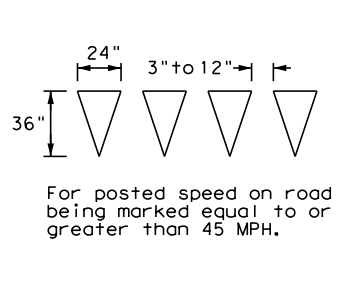 24"
3"to 12"
36"
For posted speed on road
being marked equal to or
greater than 45 MPH.